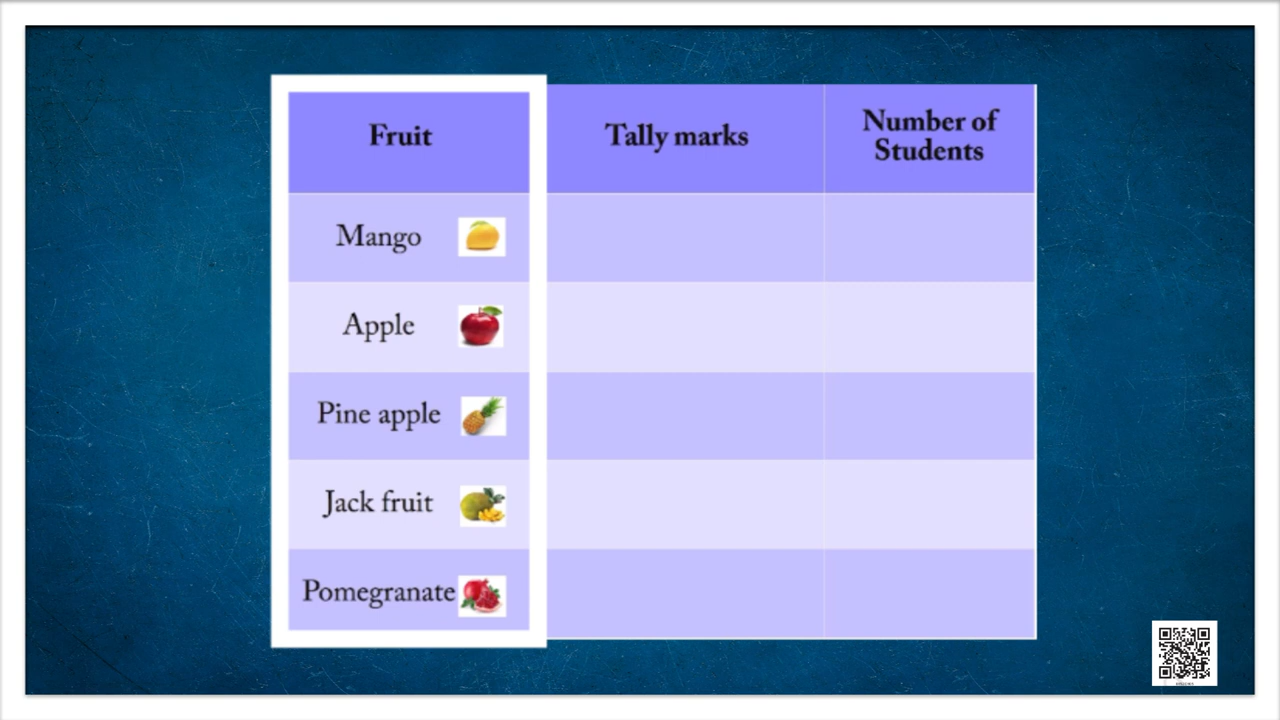 Fruit
Tally marks
Number of
Students
Mango
Apple
Pine apple
Jack fruit
Pomegranate